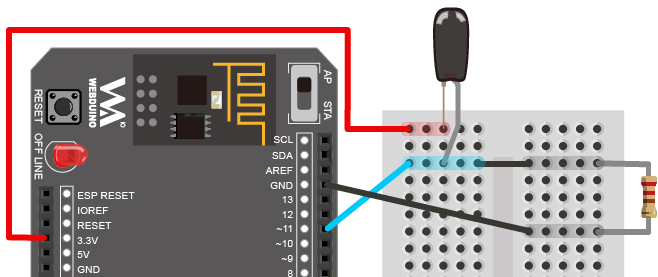 RESET
WEBDUINO
AP
STA
OFF LINE
ESP RESET
IOREF
RESET
3.3V
5V
GND
SCL
SDA
AREF
GND
13
12
~11
~10
~9
8